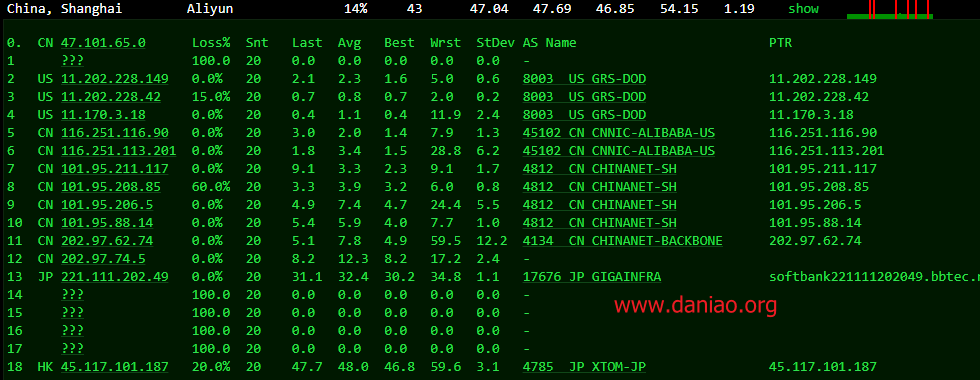 China, Shanghai Aliyun 14% 43 47.04 47.69 46.85 54.15 1.19 show
0. CN 47.101.65.0 Loss% Snt Last Avg Best Wrst StDev AS Name PTR
1 ??? 100.0 20 0.0 0.0 0.0 0.0 0.0 -
2 US 11.202.228.149 0.0% 20 2.1 2.3 1.6 5.0 0.6 8003 US GRS-DOD 11.202.228.149
3 US 11.202.228.42 15.0% 20 0.7 0.8 0.7 2.0 0.2 8003 US GRS-DOD 11.202.228.42
4 US 11.170.3.18 0.0% 20 0.4 1.1 0.4 11.9 2.4 8003 US GRS-DOD 11.170.3.18
5 CN 116.251.116.90 0.0% 20 3.0 2.0 1.4 7.9 1.3 45102 CN CNNIC-ALIBABA-US 116.251.116.90
6 CN 116.251.113.201 0.0% 20 1.8 3.4 1.5 28.8 6.2 45102 CN CNNIC-ALIBABA-US 116.251.113.201
7 CN 101.95.211.117 0.0% 20 9.1 3.3 2.3 9.1 1.7 4812 CN CHINANET-SH 101.95.211.117
8 CN 101.95.208.85 60.0% 20 3.3 3.9 3.2 6.0 0.8 4812 CN CHINANET-SH 101.95.208.85
9 CN 101.95.206.5 0.0% 20 4.9 7.4 4.7 24.4 5.5 4812 CN CHINANET-SH 101.95.206.5
10 CN 101.95.88.14 0.0% 20 5.4 5.9 4.0 7.7 1.0 4812 CN CHINANET-SH 101.95.88.14
11 CN 202.97.62.74 0.0% 20 5.1 7.8 4.9 59.5 12.2 4134 CN CHINANET-BACKBONE 202.97.62.74
12 CN 202.97.74.5 0.0% 20 8.2 12.3 8.2 17.2 2.4 -
13 JP 221.111.202.49 0.0% 20 31.1 32.4 30.2 34.8 1.1 17676 JP GIGAINFRA softbank221111202049.bbtec.n
14 ??? 100.0 20 0.0 0.0 0.0 0.0 0.0 -
15 ??? 100.0 20 0.0 0.0 0.0 0.0 0.0 -
www.daniao.org
16 ??? 100.0 20 0.0 0.0 0.0 0.0 0.0 -
17 ??? 100.0 20 0.0 0.0 0.0 0.0 0.0 -
18 HK 45.117.101.187 20.0% 20 47.7 48.0 46.8 59.6 3.1 4785 JP XTOM-JP 45.117.101.187